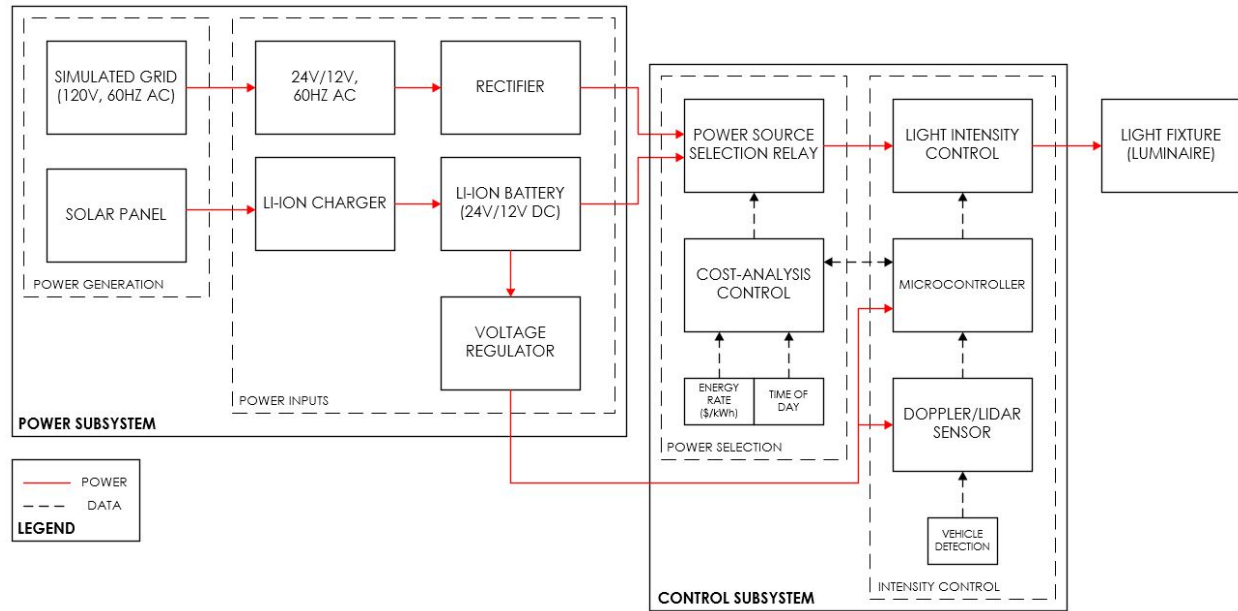 SIMULATED GRID
(120V, 60HZ AC)
24V/12V,
60HZ AC
RECTIFIER
SOLAR PANEL
LI-ION CHARGER
LI-ION BATTERY
(24V/12V DC)
POWER GENERATION
VOLTAGE
REGULATOR
POWER INPUTS
POWER SUBSYSTEM
POWER SOURCE
SELECTION RELAY
LIGHT INTENSITY
CONTROL
LIGHT FIXTURE
(LUMINAIRE)
COST-ANALYSIS
CONTROL
MICROCONTROLLER
ENERGY
RATE
($/kWh)
TIME OF
DAY
DOPPLER/LIDAR
SENSOR
POWER SELECTION
VEHICLE
DETECTION
INTENSITY CONTROL
CONTROL SUBSYSTEM
POWER
DATA
LEGEND